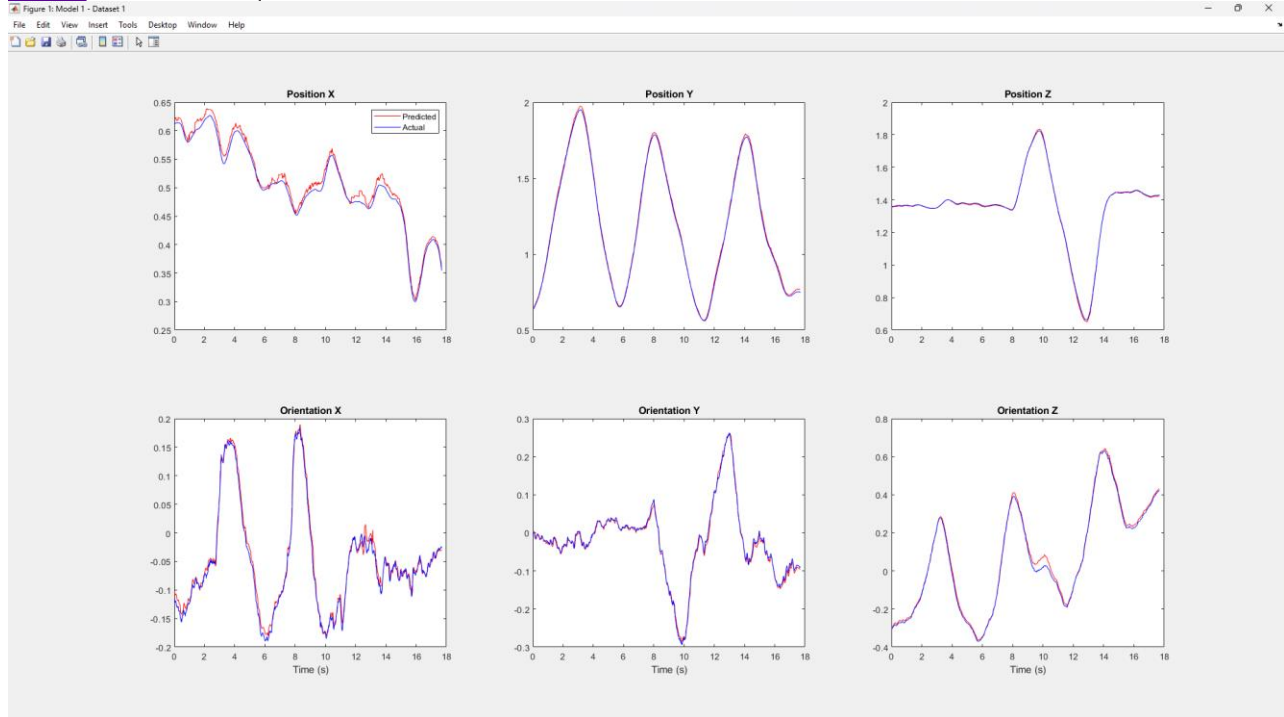 Figure 1: Model 1 - Dataset 1
File Edit View Insert Tools Desktop Window Help
Position X
Position Y
Position Z
0.65
0.6
0.55
0.5
0.45
0.4
0.35
0.3
0.25
0 2 4 6 8 10 12 14 16 18
Predicted
Actual
2
1.5
1
0.5
0 2 4 6 8 10 12 14 16 18
2
1.8
1.6
1.4
1.2
1
0.8
0.6
0 2 4 6 8 10 12 14 16 18
Orientation X
Orientation Y
Orientation Z
0.2
0.15
0.1
0.05
0
-0.05
-0.1
-0.15
-0.2
0 2 4 6 8 10 12 14 16 18
Time (s)
0.3
0.2
0.1
0
-0.1
-0.2
-0.3
0 2 4 6 8 10 12 14 16 18
Time (s)
0.8
0.6
0.4
0.2
0
-0.2
-0.4
0 2 4 6 8 10 12 14 16 18
Time (s)